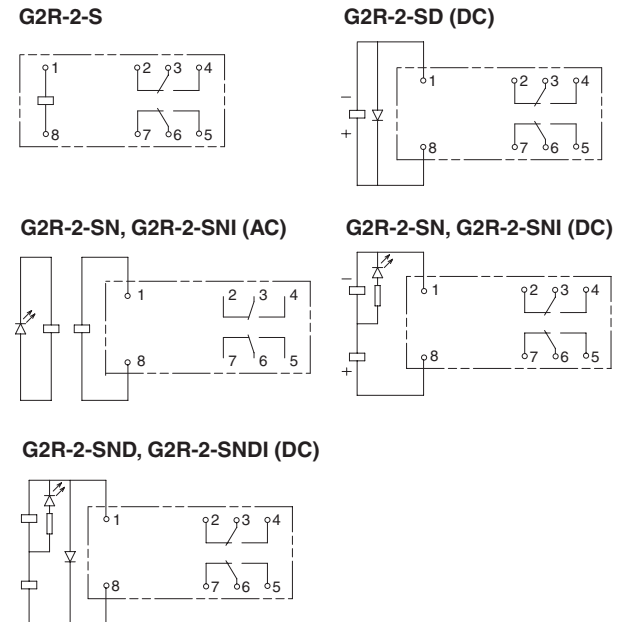 G2R-2-S
1 2 3 4
8 7 6 5
G2R-2-SD (DC)
1 2 3 4
8 7 6 5
−
+
G2R-2-SN, G2R-2-SNI (AC)
1 2 3 4
8 7 6 5
G2R-2-SN, G2R-2-SNI (DC)
−
1 2 3 4
8 7 6 5
+
G2R-2-SND, G2R-2-SNDI (DC)
1 2 3 4
8 7 6 5